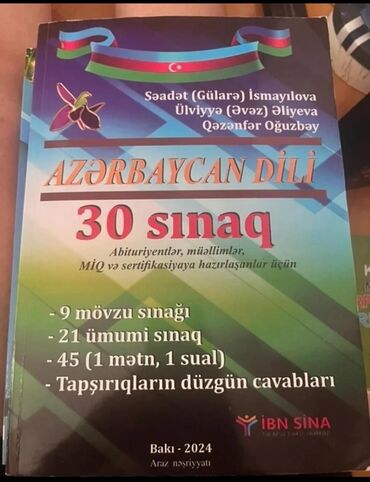 Səadət (Gülarə) İsmayılova
Ülviyyə (Əvəz) Əliyeva
Qəzənfər Oğuzbəy
AZƏRBAYCAN DİLİ
30 sınaq
Abituriyentlər, müəllimlər,
MİQ və sertifikasiyaya hazırlaşanlar üçün
- 9 mövzu sınağı
- 21 ümumi sınaq
- 45 (1 mətn, 1 sual)
- Tapşırıqların düzgün cavabları
İBN SİNA
Bakı - 2024
Araz nəşriyyatı